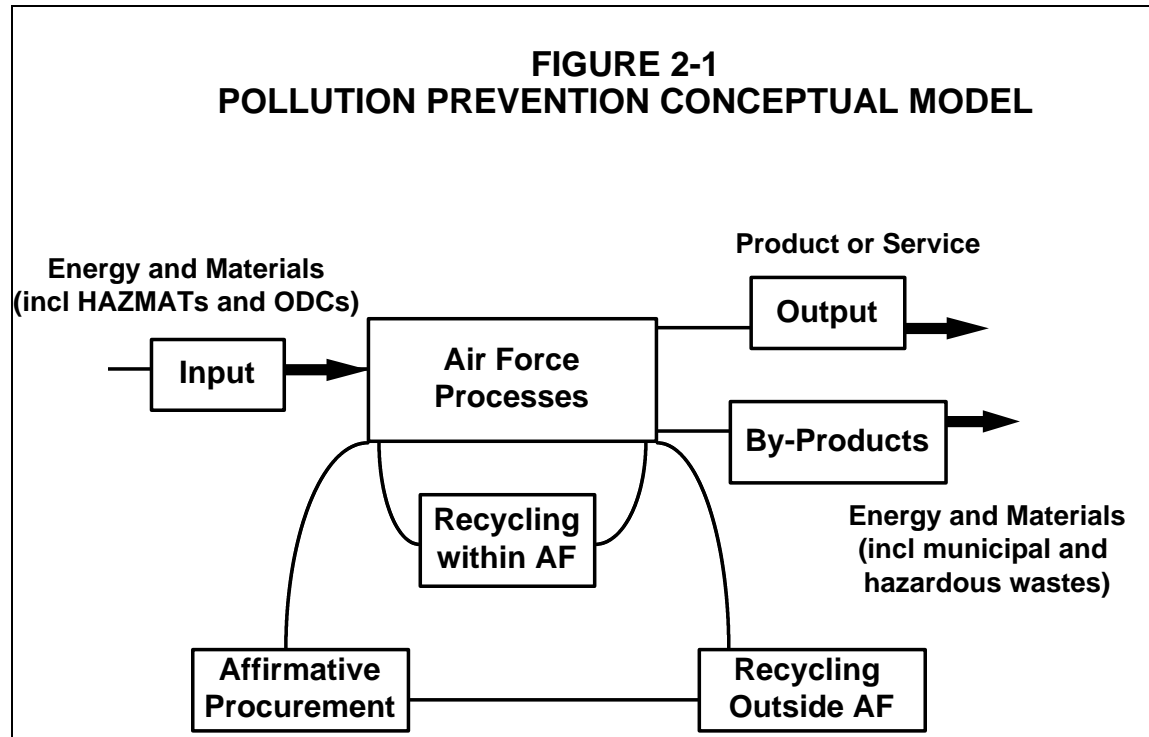 FIGURE 2-1
POLLUTION PREVENTION CONCEPTUAL MODEL
Product or Service
Energy and Materials
(incl HAZMATs and ODCs)
Output
Input
Air Force
Processes
By-Products
Recycling
within AF
Energy and Materials
(incl municipal and
hazardous wastes)
Affirmative
Procurement
Recycling
Outside AF